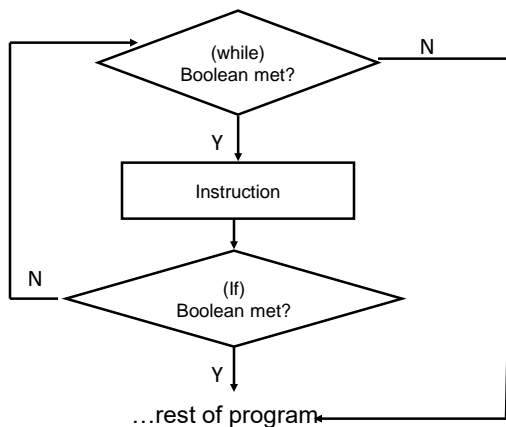 (while)
Boolean met?
N
Y
Instruction
N
(If)
Boolean met?
Y
...rest of program